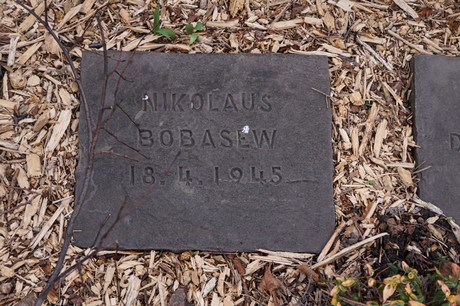 NIKOLAUS
BOBASEW
18.4.1945
D